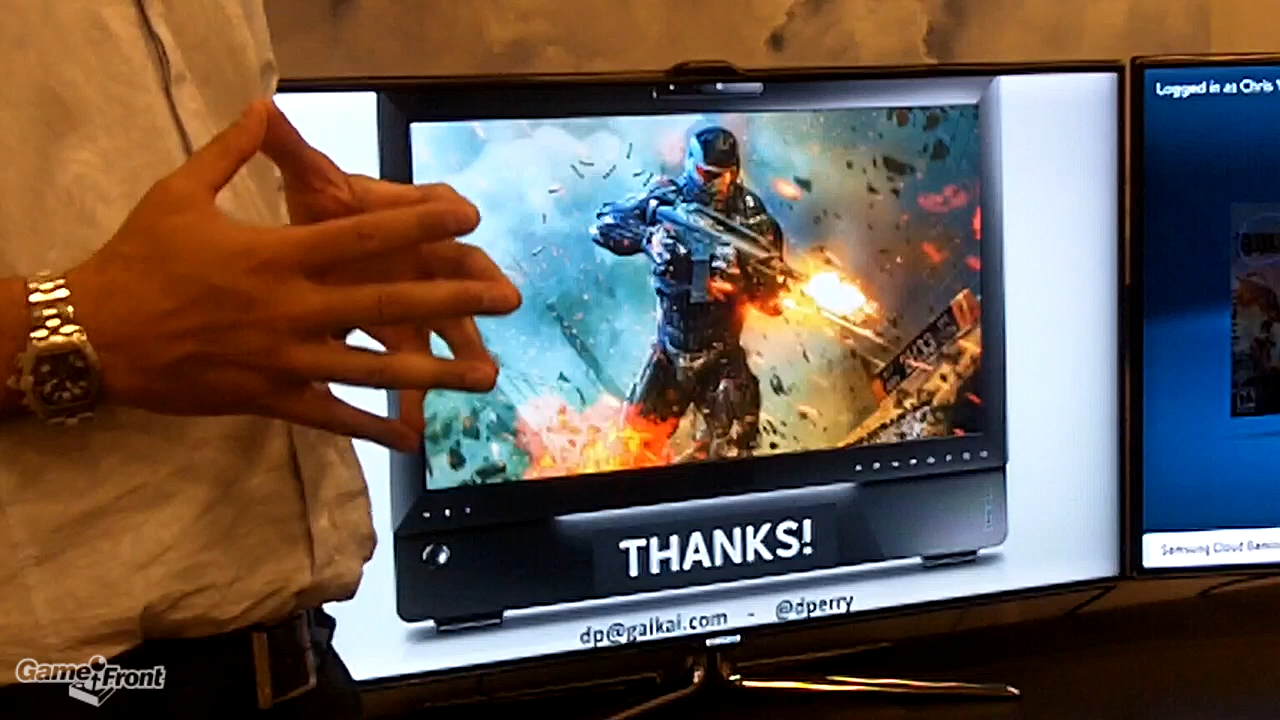 Logged in as Chris
THANKS!
dp@gaikai.com - @dperry
Samsung Cloud Gaming
GameFront